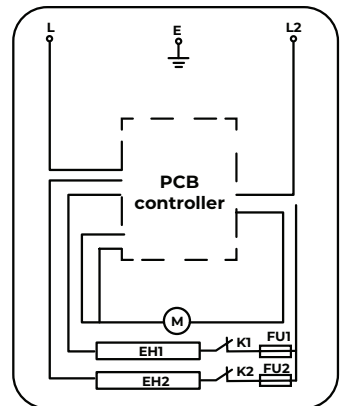 L E L2
PCB
controller
M
EH1 K1 FU1
EH2 K2 FU2